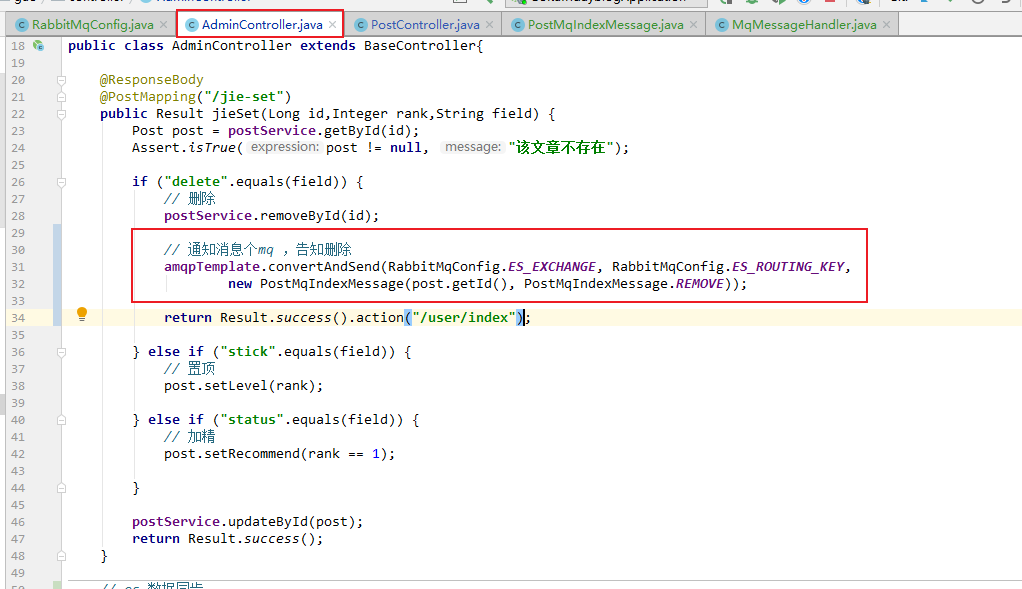 RabbitMqConfig.java × AdminController.java × PostController.java × PostMqIndexMessage.java × MqMessageHandler.java ×
18 public class AdminController extends BaseController{
19
20 @ResponseBody
21 @PostMapping("/jie-set")
22 public Result jieSet(Long id,Integer rank,String field) {
23 Post post = postService.getById(id);
24 Assert.isTrue( expression: post != null, message: "该文章不存在");
25
26 if ("delete".equals(field)) {
27 // 删除
28 postService.removeById(id);
29
30 // 通知消息个mq ，告知删除
31 amqpTemplate.convertAndSend(RabbitMqConfig.ES_EXCHANGE, RabbitMqConfig.ES_ROUTING_KEY,
32 new PostMqIndexMessage(post.getId(), PostMqIndexMessage.REMOVE));
33
34 return Result.success().action("/user/index");
35
36 } else if ("stick".equals(field)) {
37 // 置顶
38 post.setLevel(rank);
39
40 } else if ("status".equals(field)) {
41 // 加精
42 post.setRecommend(rank == 1);
43
44 }
45
46 postService.updateById(post);
47 return Result.success();
48 }
49
// es 数据同步